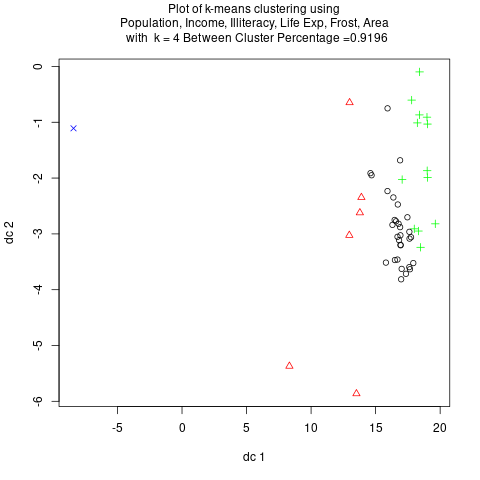 Plot of k-means clustering using
Population, Income, Illiteracy, Life Exp, Frost, Area
with k = 4 Between Cluster Percentage =0.9196
0
-1
-2
-3
-4
-5
-6
dc 2
-5
0
5
10
15
20
dc 1